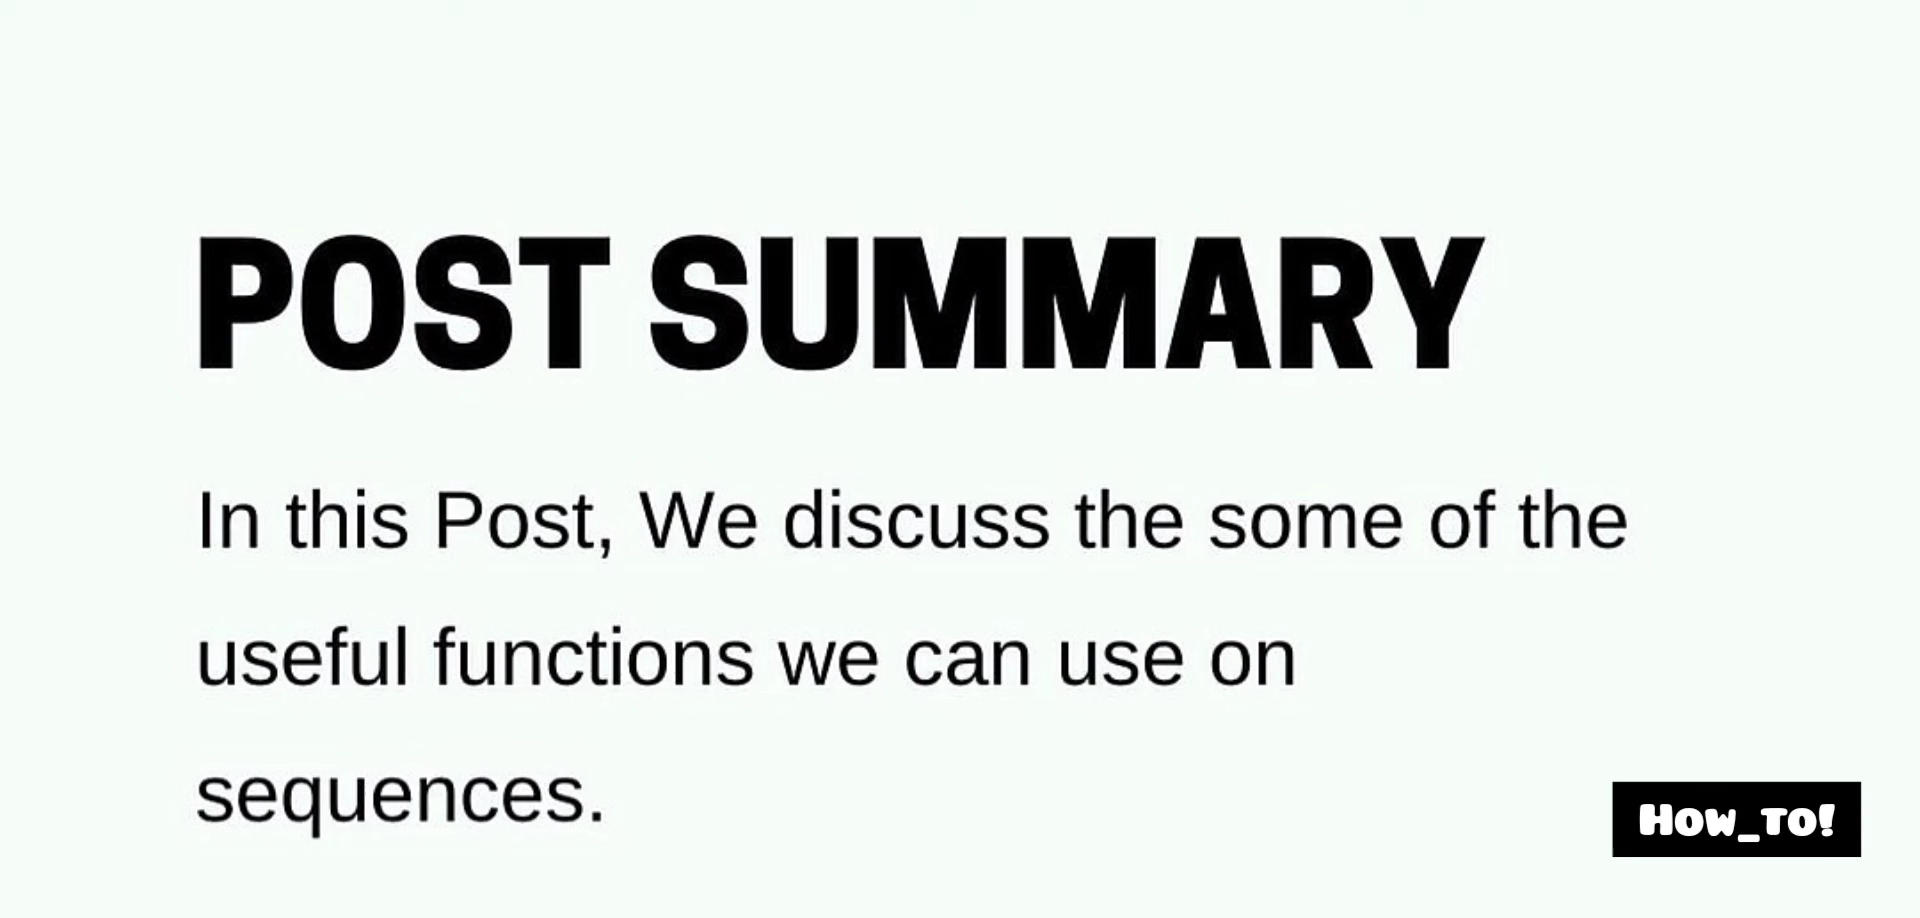 POST SUMMARY
In this Post, We discuss the some of the
useful functions we can use on
sequences.
How_to!